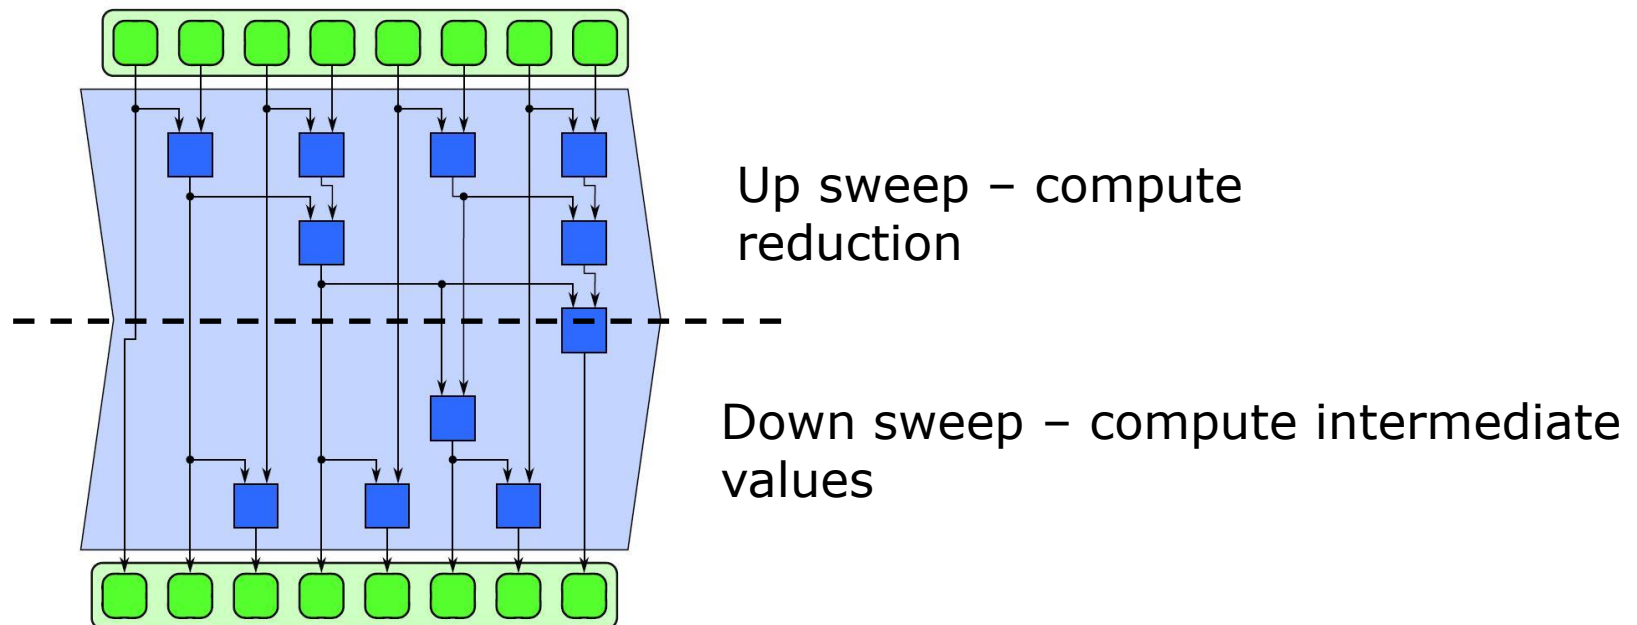 Up sweep – compute
reduction
Down sweep – compute intermediate
values